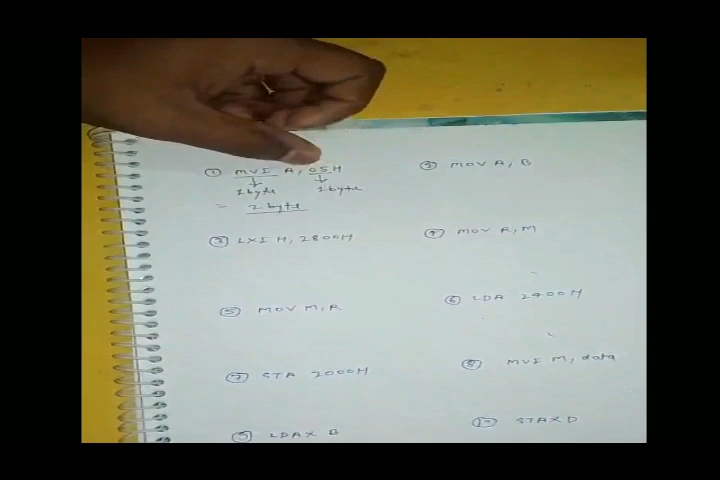 ① MVI A, 05H
1 byte 1 byte
= 2 byte
② MOV A, B
③ LXI H, 2800H
④ MOV R, M
⑤ MOV M, R
⑥ LDA 2400H
⑦ STA 2000H
⑧ MVI M, data
⑨ LDAX B
⑩ STAX D